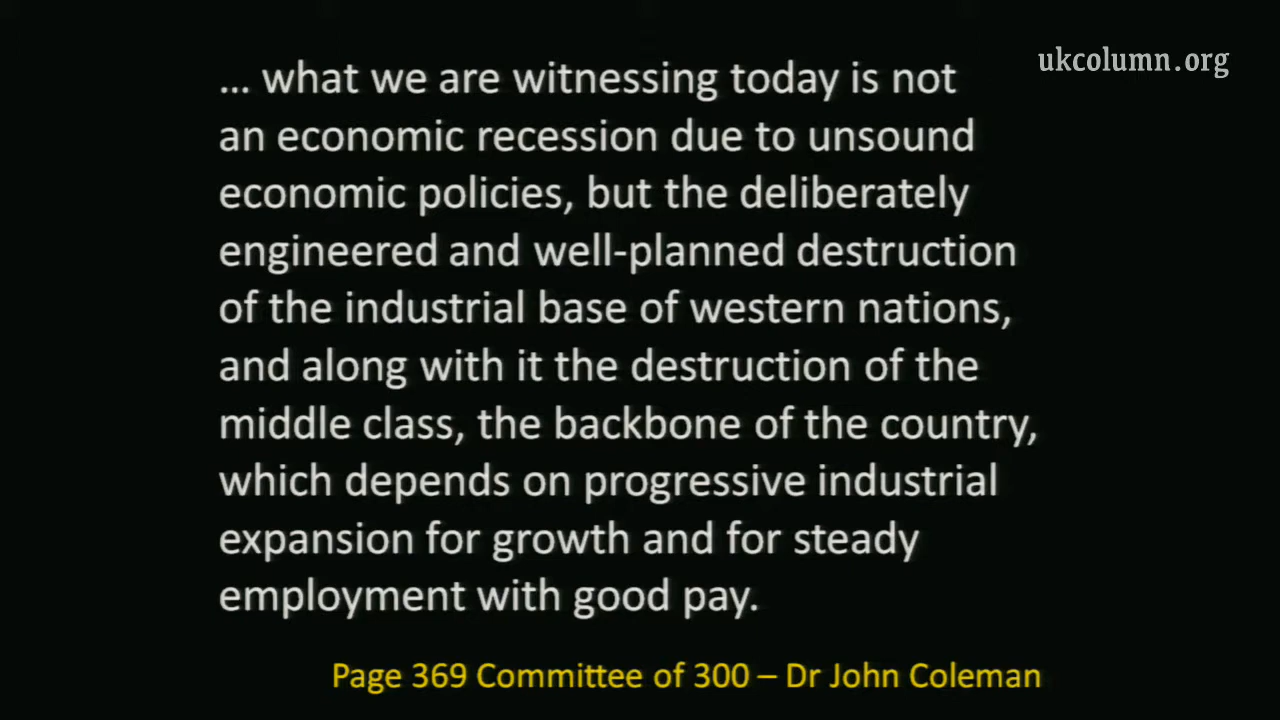 ukcolumn.org
... what we are witnessing today is not
an economic recession due to unsound
economic policies, but the deliberately
engineered and well-planned destruction
of the industrial base of western nations,
and along with it the destruction of the
middle class, the backbone of the country,
which depends on progressive industrial
expansion for growth and for steady
employment with good pay.
Page 369 Committee of 300 – Dr John Coleman